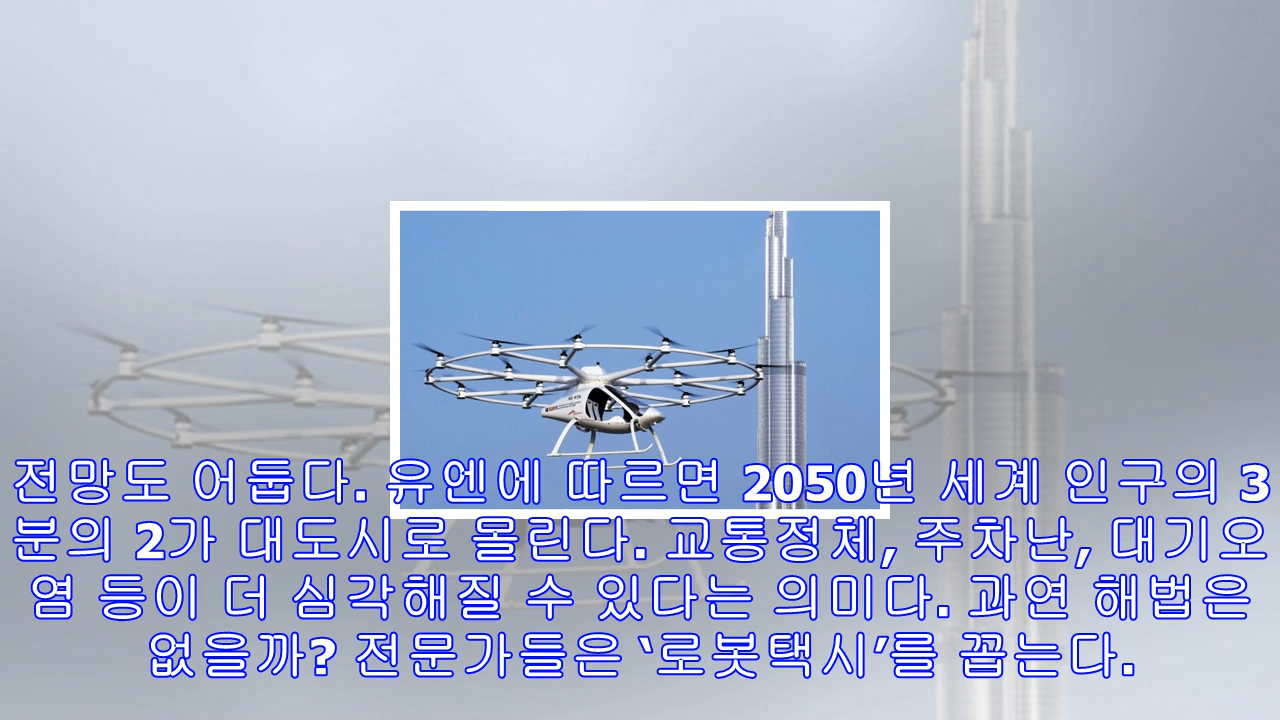 전망도 어둡다. 유엔에 따르면 2050년 세계 인구의 3
분의 2가 대도시로 몰린다. 교통정체, 주차난, 대기오
염 등이 더 심각해질 수 있다는 의미다. 과연 해법은
없을까? 전문가들은 ‘로봇택시’를 꼽는다.